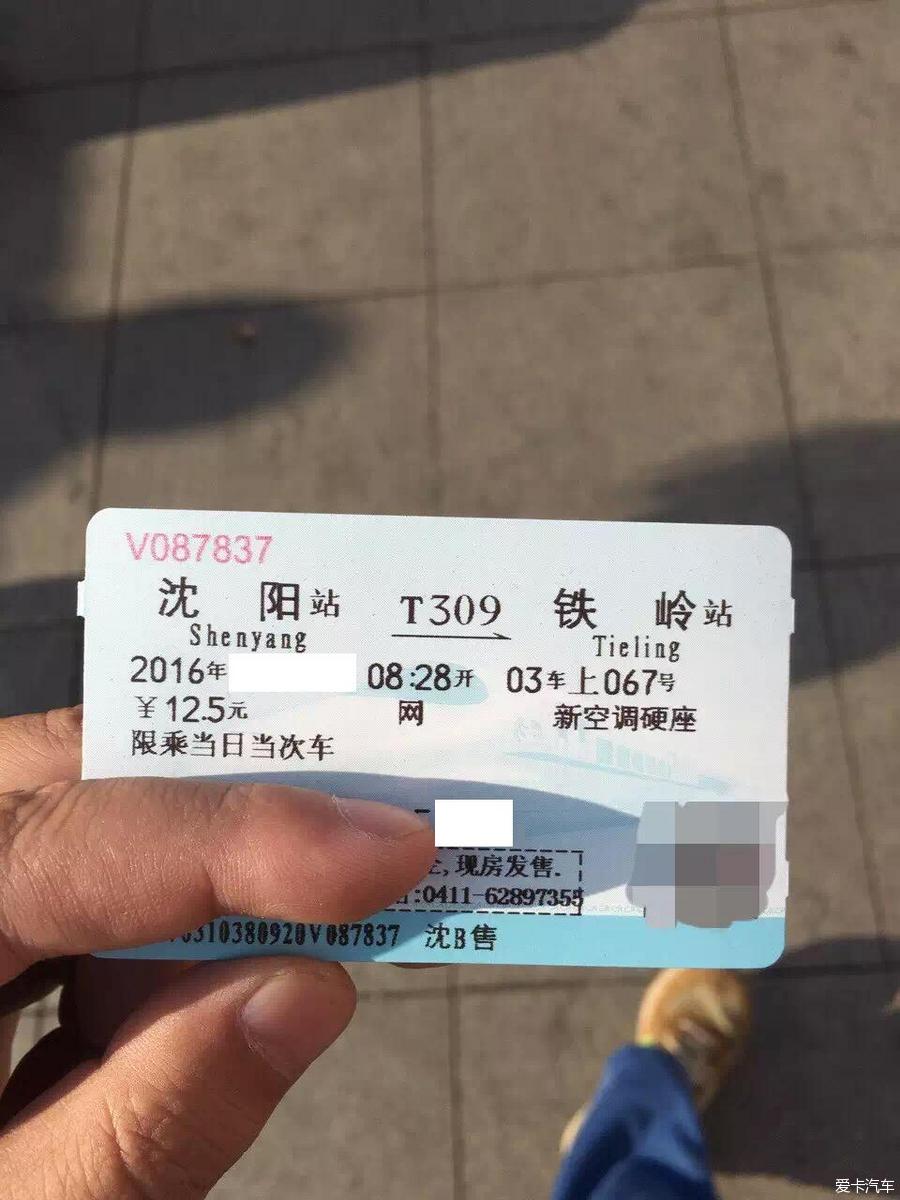 V087837
沈 阳站 T309 铁 岭站
Shenyang Tieling
2016年 08:28开 03车上067号
￥12.5元 网 新空调硬座
限乘当日当次车
,现房发售.
:0411-62897355
0310380920V087837 沈B售
爱卡汽车